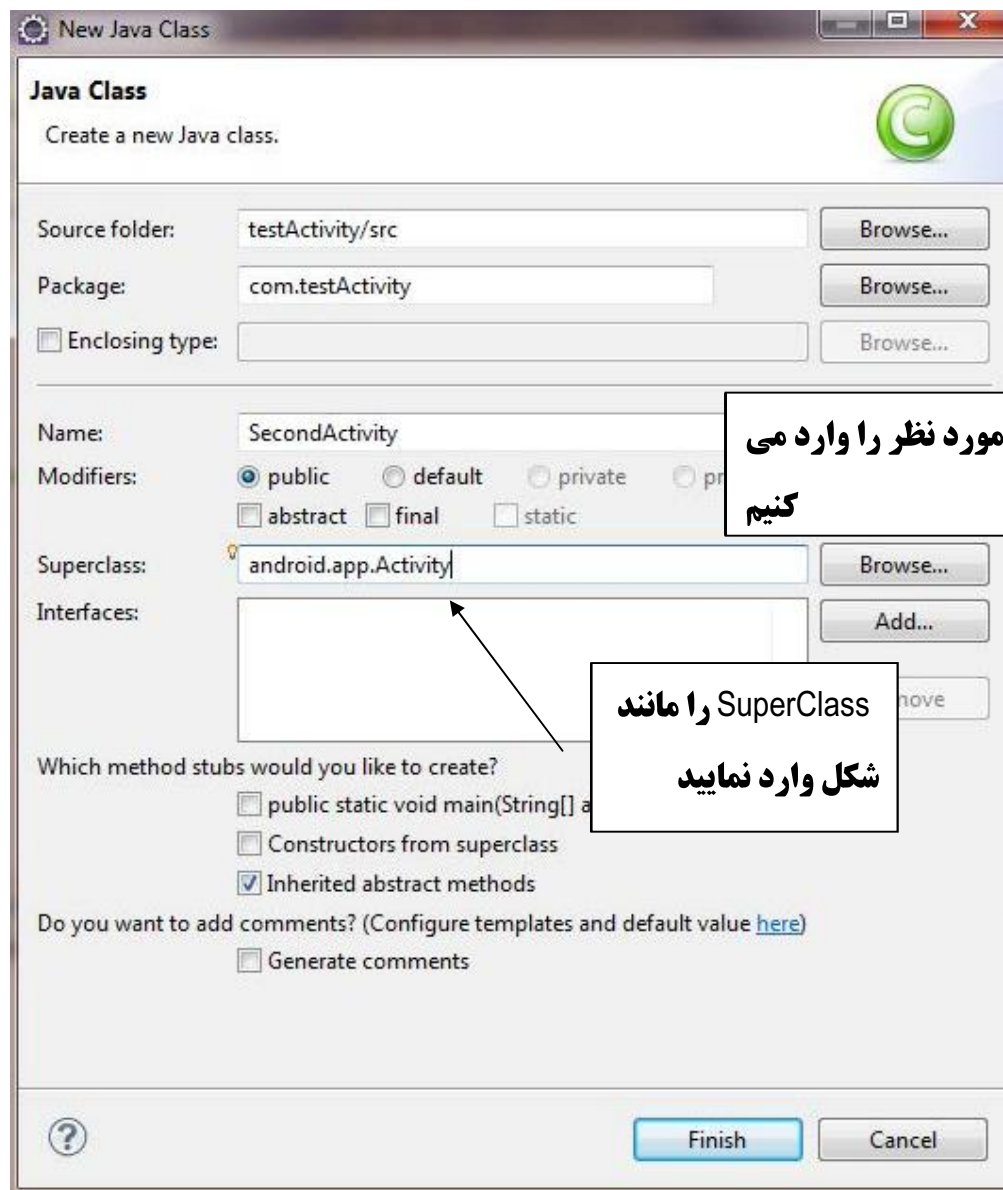 New Java Class
Java Class
Create a new Java class.
Source folder: testActivity/src Browse...
Package: com.testActivity Browse...
Enclosing type: Browse...
Name: SecondActivity
مورد نظر را وارد می
کنیم
Modifiers: public default private
abstract final static
Superclass: android.app.Activity Browse...
Interfaces: Add...
SuperClass را مانند
شکل وارد نمایید
Which method stubs would you like to create?
public static void main(String[]
Constructors from superclass
Inherited abstract methods
Do you want to add comments? (Configure templates and default value here)
Generate comments
Finish Cancel